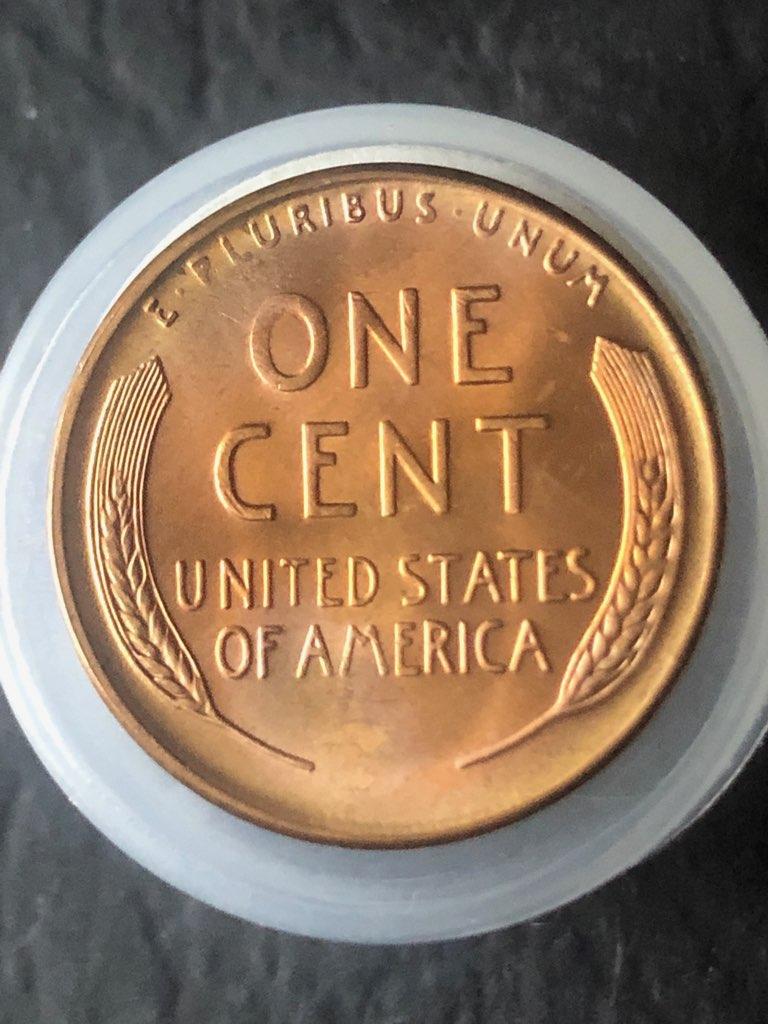 E·PLURIBUS·UNUM
ONE
CENT
UNITED STATES
OF AMERICA